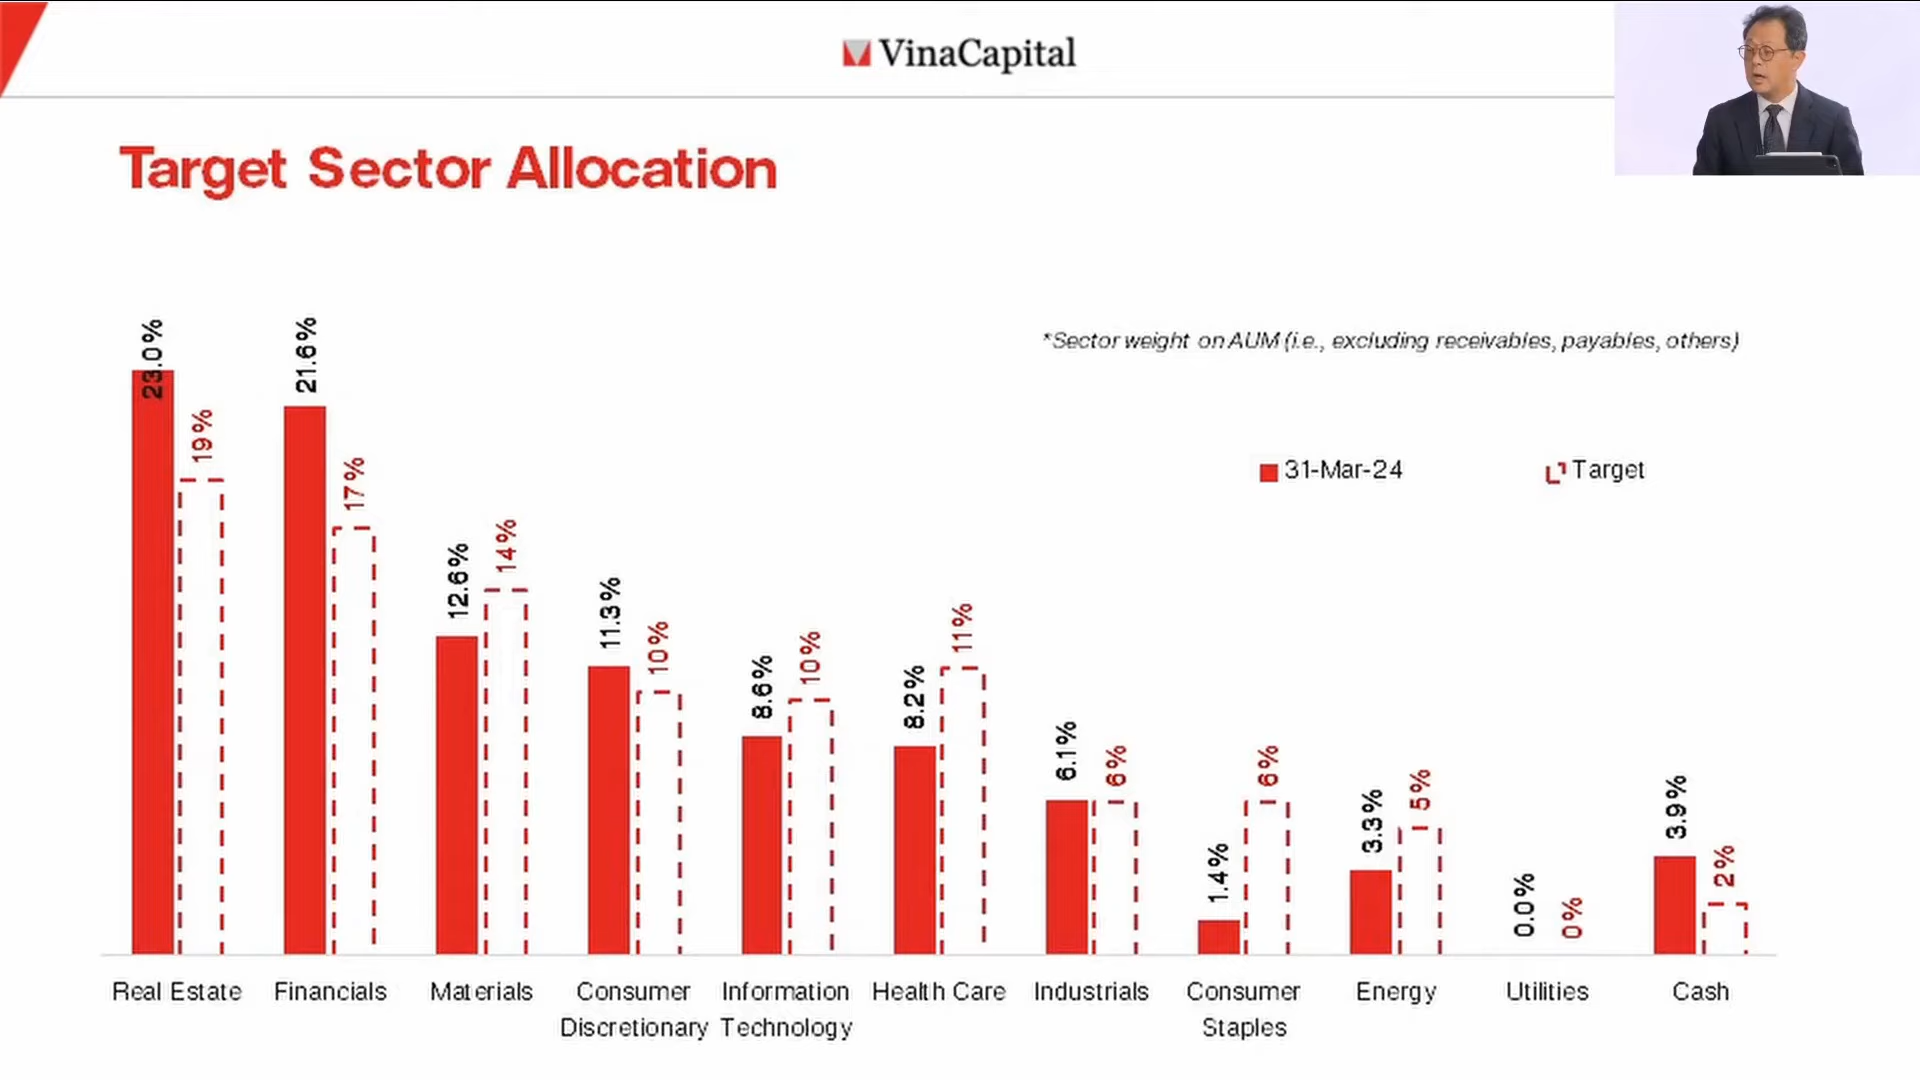 VinaCapital
Target Sector Allocation
*Sector weight on AUM (i.e., excluding receivables, payables, others)
31-Mar-24
Target
23.0%
19%
21.6%
17%
12.6%
14%
11.3%
10%
8.6%
10%
8.2%
11%
6.1%
6%
1.4%
6%
3.3%
5%
0.0%
0%
3.9%
2%
Real Estate
Financials
Materials
Consumer
Discretionary
Information
Technology
Health Care
Industrials
Consumer
Staples
Energy
Utilities
Cash